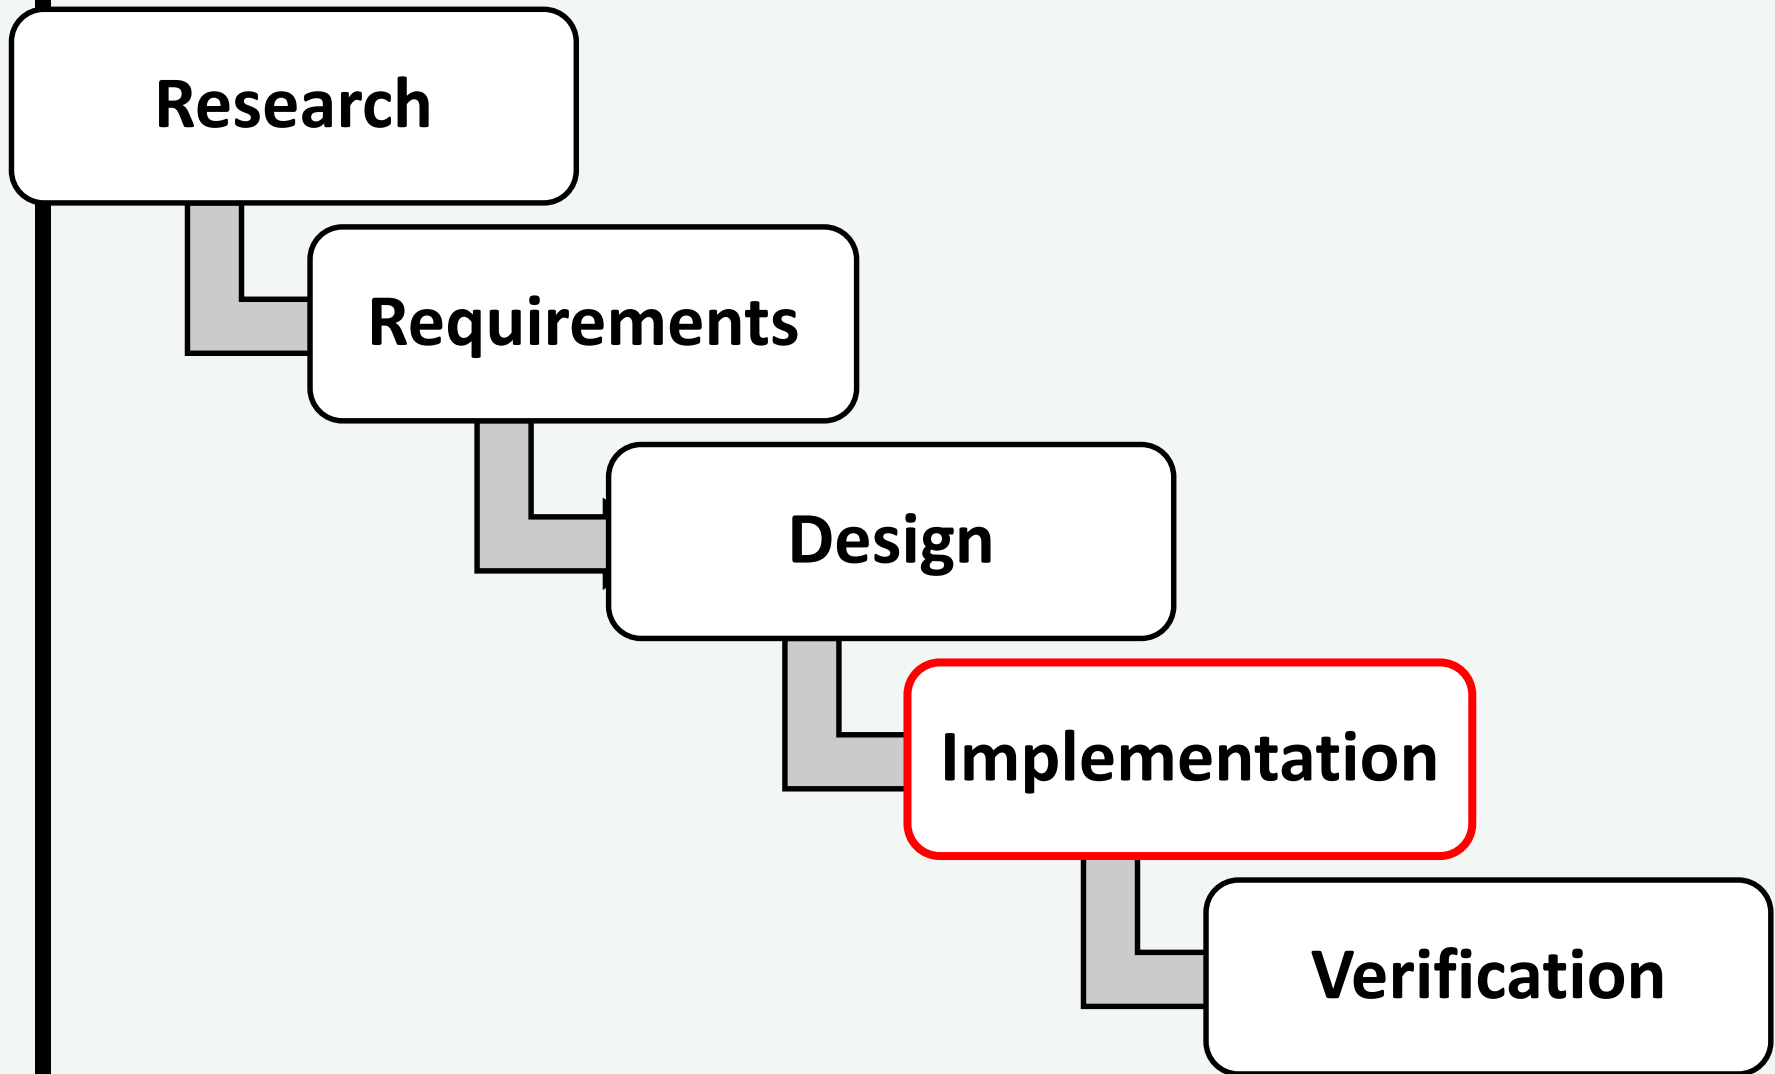 Research
Requirements
Design
Implementation
Verification